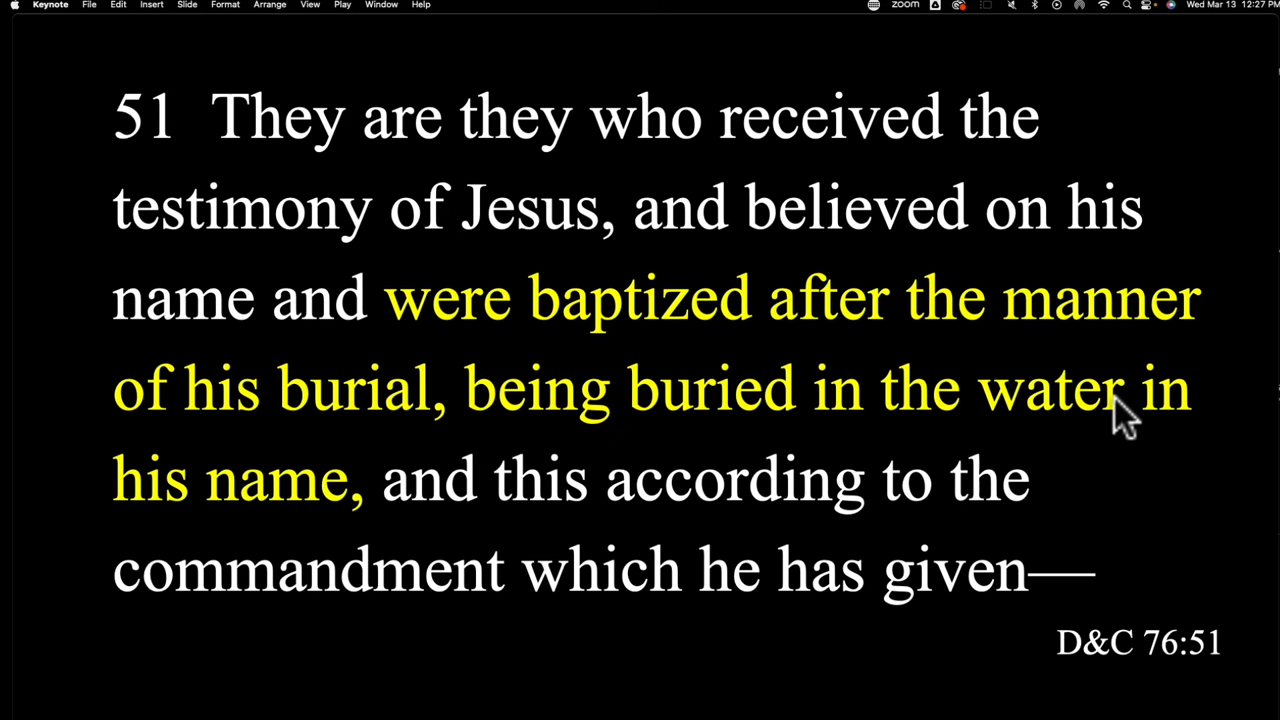 Keynote File Edit Insert Slide Format Arrange View Play Window Help zoom Wed Mar 13 12:27 PM
51 They are they who received the
testimony of Jesus, and believed on his
name and were baptized after the manner
of his burial, being buried in the water in
his name, and this according to the
commandment which he has given—
D&C 76:51